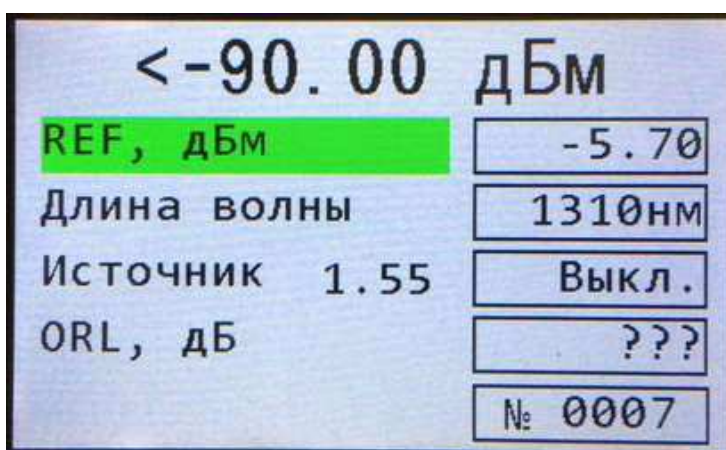 <-90.00 дБм
REF, дБм -5.70
Длина волны 1310нм
Источник 1.55 Выкл.
ORL, дБ ???
№ 0007